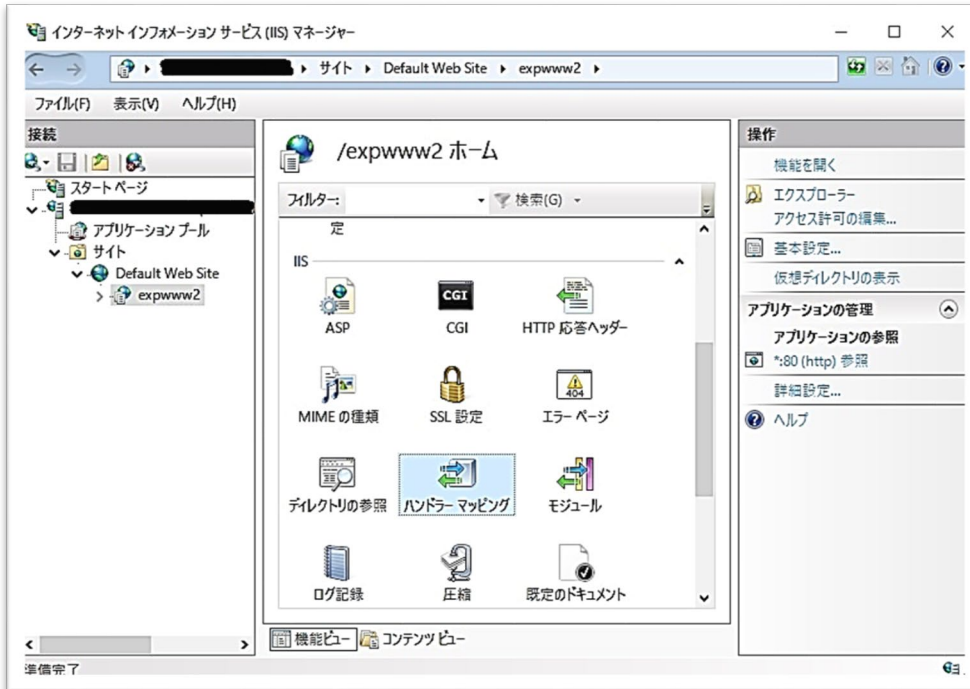 インターネット インフォメーション サービス (IIS) マネージャー
サイト Default Web Site expwww2
ファイル(F) 表示(V) ヘルプ(H)
接続
スタート ページ
アプリケーション プール
サイト
Default Web Site
expwww2
/expwww2 ホーム
フィルター: 検索(G)
定
IIS
ASP CGI HTTP 応答ヘッダー
CGI
MIME の種類 SSL 設定 エラー ページ
404
ディレクトリの参照 ハンドラー マッピング モジュール
ログ記録 圧縮 既定のドキュメント
機能ビュー コンテンツ ビュー
操作
機能を開く
エクスプローラー
アクセス許可の編集...
基本設定...
仮想ディレクトリの表示
アプリケーションの管理
アプリケーションの参照
*:80 (http) 参照
詳細設定...
ヘルプ
準備完了